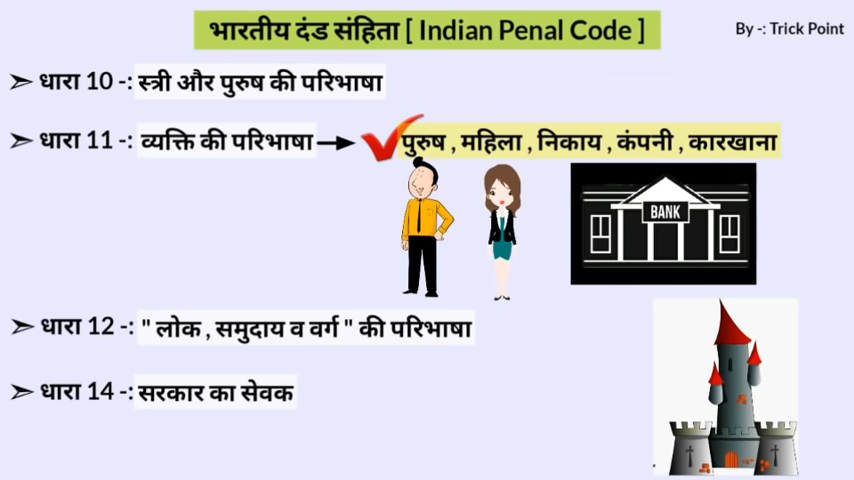 भारतीय दंड संहिता [ Indian Penal Code ]
By -: Trick Point
➣ धारा 10 -: स्त्री और पुरुष की परिभाषा
➣ धारा 11 -: व्यक्ति की परिभाषा → ✓ पुरुष , महिला , निकाय , कंपनी , कारखाना
BANK
➣ धारा 12 -: " लोक , समुदाय व वर्ग " की परिभाषा
➣ धारा 14 -: सरकार का सेवक